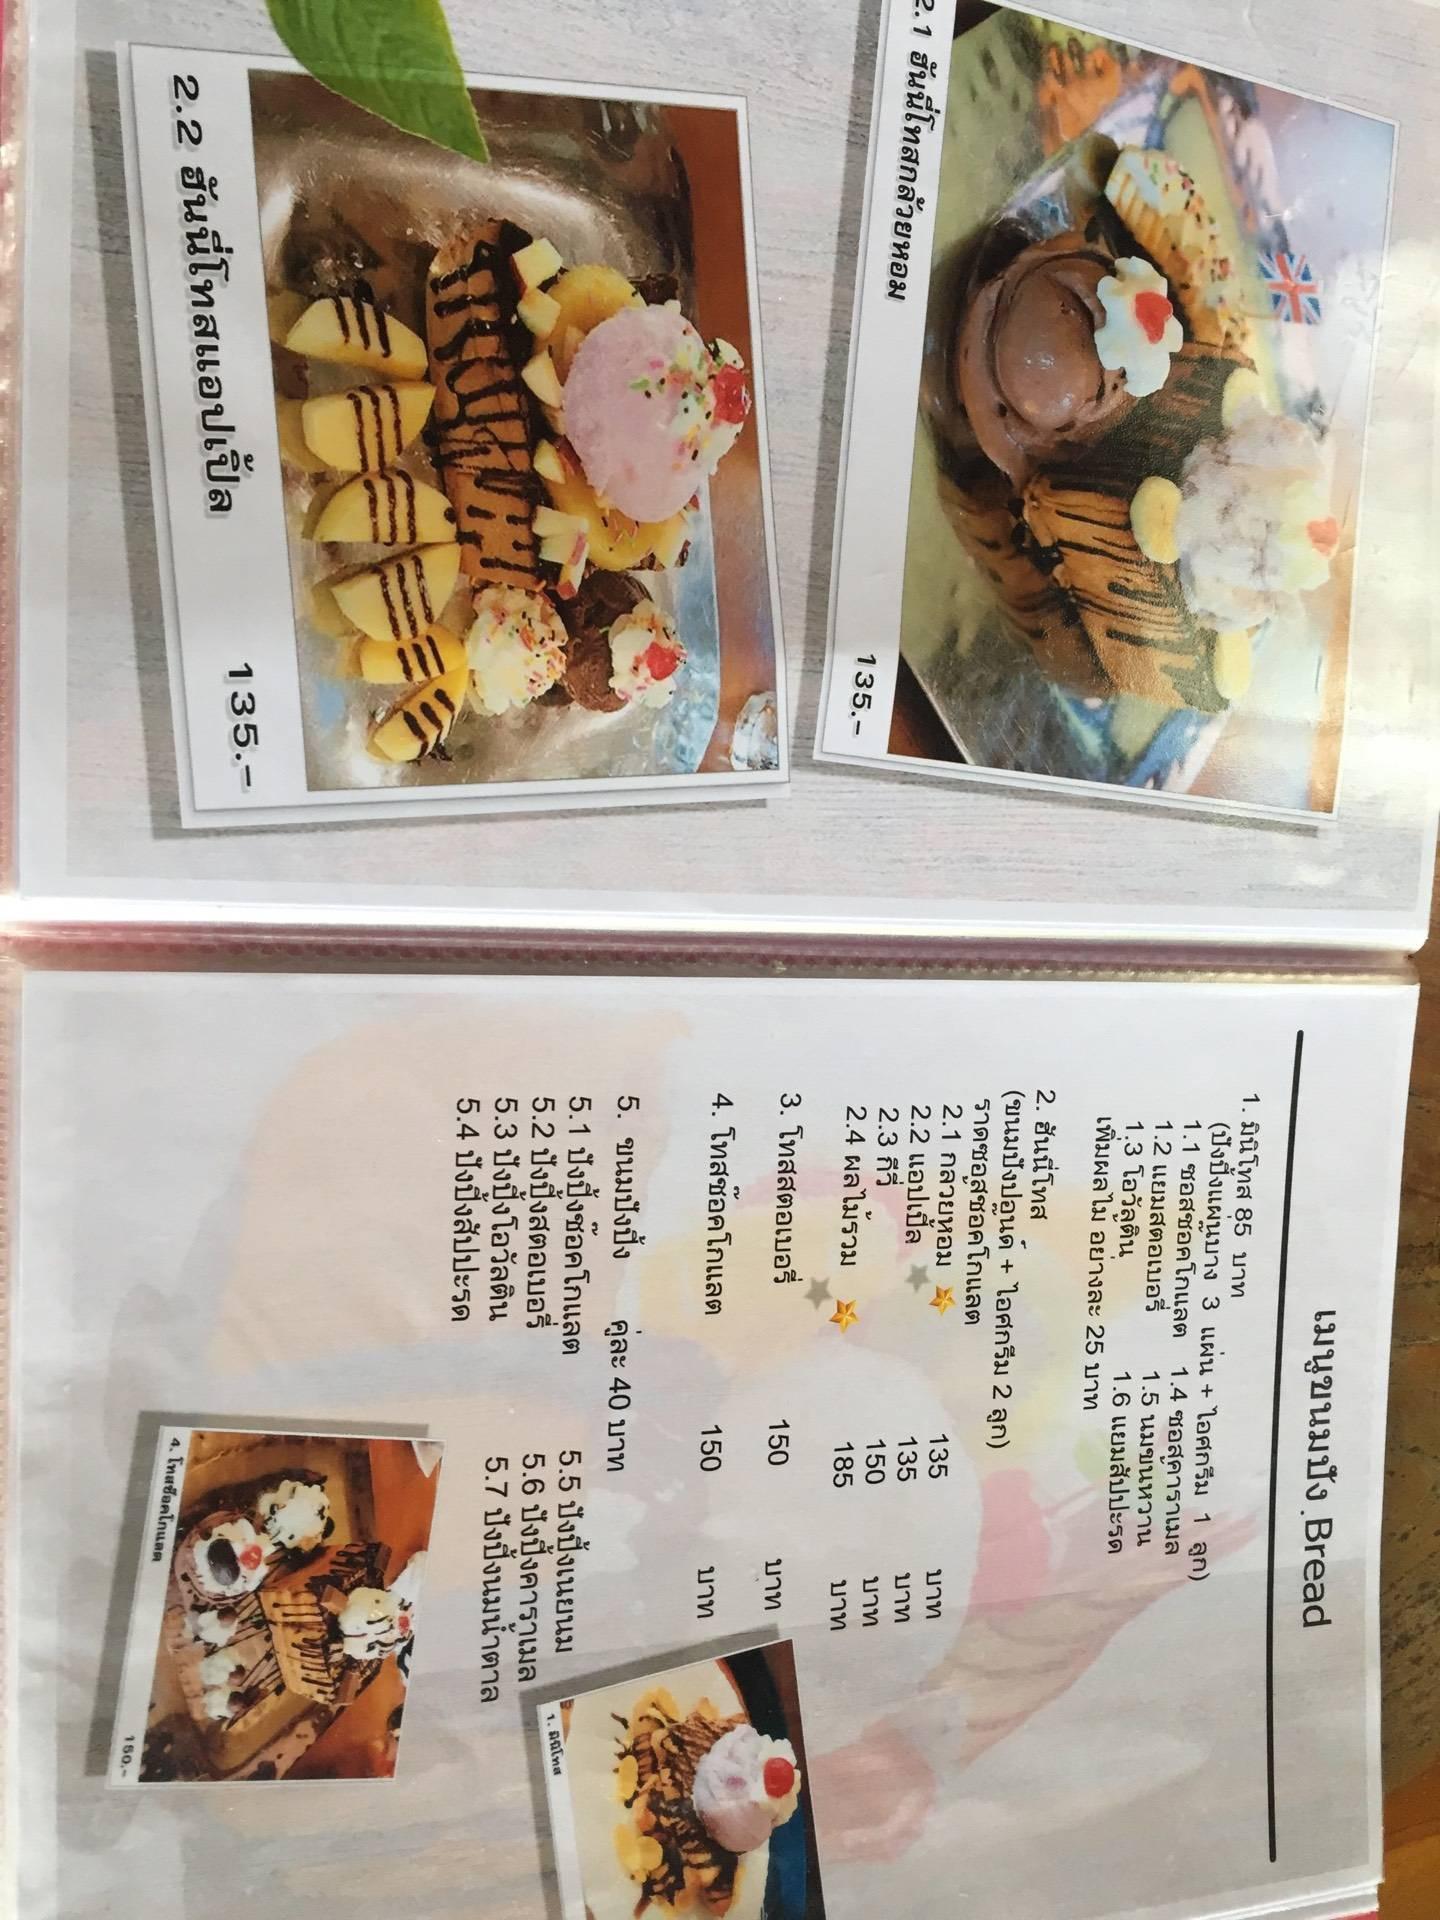 2.1 ฮันนี่โทสกล้วยหอม
135.-
2.2 ฮันนี่โทสแอปเปิ้ล
135.-
เมนูขนมปัง Bread
1. มินิโทส 85 บาท
(ปังปิ้งแผ่นบาง 3 แผ่น + ไอศกรีม 1 ลูก)
1.1 ซอสช๊อคโกแลต 1.4 ซอสคาราเมล
1.2 แยมสตอเบอรี่ 1.5 นมข้นหวาน
1.3 โอวัลติน 1.6 แยมสัปปะรด
เพิ่มผลไม้ อย่างละ 25 บาท
2. ฮันนี่โทส
(ขนมปังปอนด์ + ไอศกรีม 2 ลูก)
ราดซอสช๊อคโกแลต
2.1 กล้วยหอม 135 บาท
2.2 แอปเปิ้ล 135 บาท
2.3 กีวี่ 150 บาท
2.4 ผลไม้รวม 185 บาท
3. โทสสตอเบอรี่ 150 บาท
4. โทสช๊อคโกแลต 150 บาท
5. ขนมปังปิ้ง คู่ละ 40 บาท
5.1 ปังปิ้งช๊อคโกแลต 5.5 ปังปิ้งเนยนม
5.2 ปังปิ้งสตอเบอรี่ 5.6 ปังปิ้งคาราเมล
5.3 ปังปิ้งโอวัลติน 5.7 ปังปิ้งนมน้ำตาล
5.4 ปังปิ้งสัปปะรด
1. มินิโทส
4. โทสช๊อคโกแลต
150.-